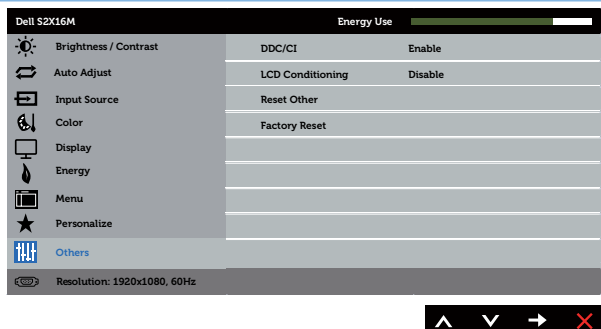 Dell S2X16M Energy Use
Brightness / Contrast DDC/CI Enable
Auto Adjust LCD Conditioning Disable
Input Source Reset Other
Color Factory Reset
Display
Energy
Menu
Personalize
Others
Resolution: 1920x1080, 60Hz